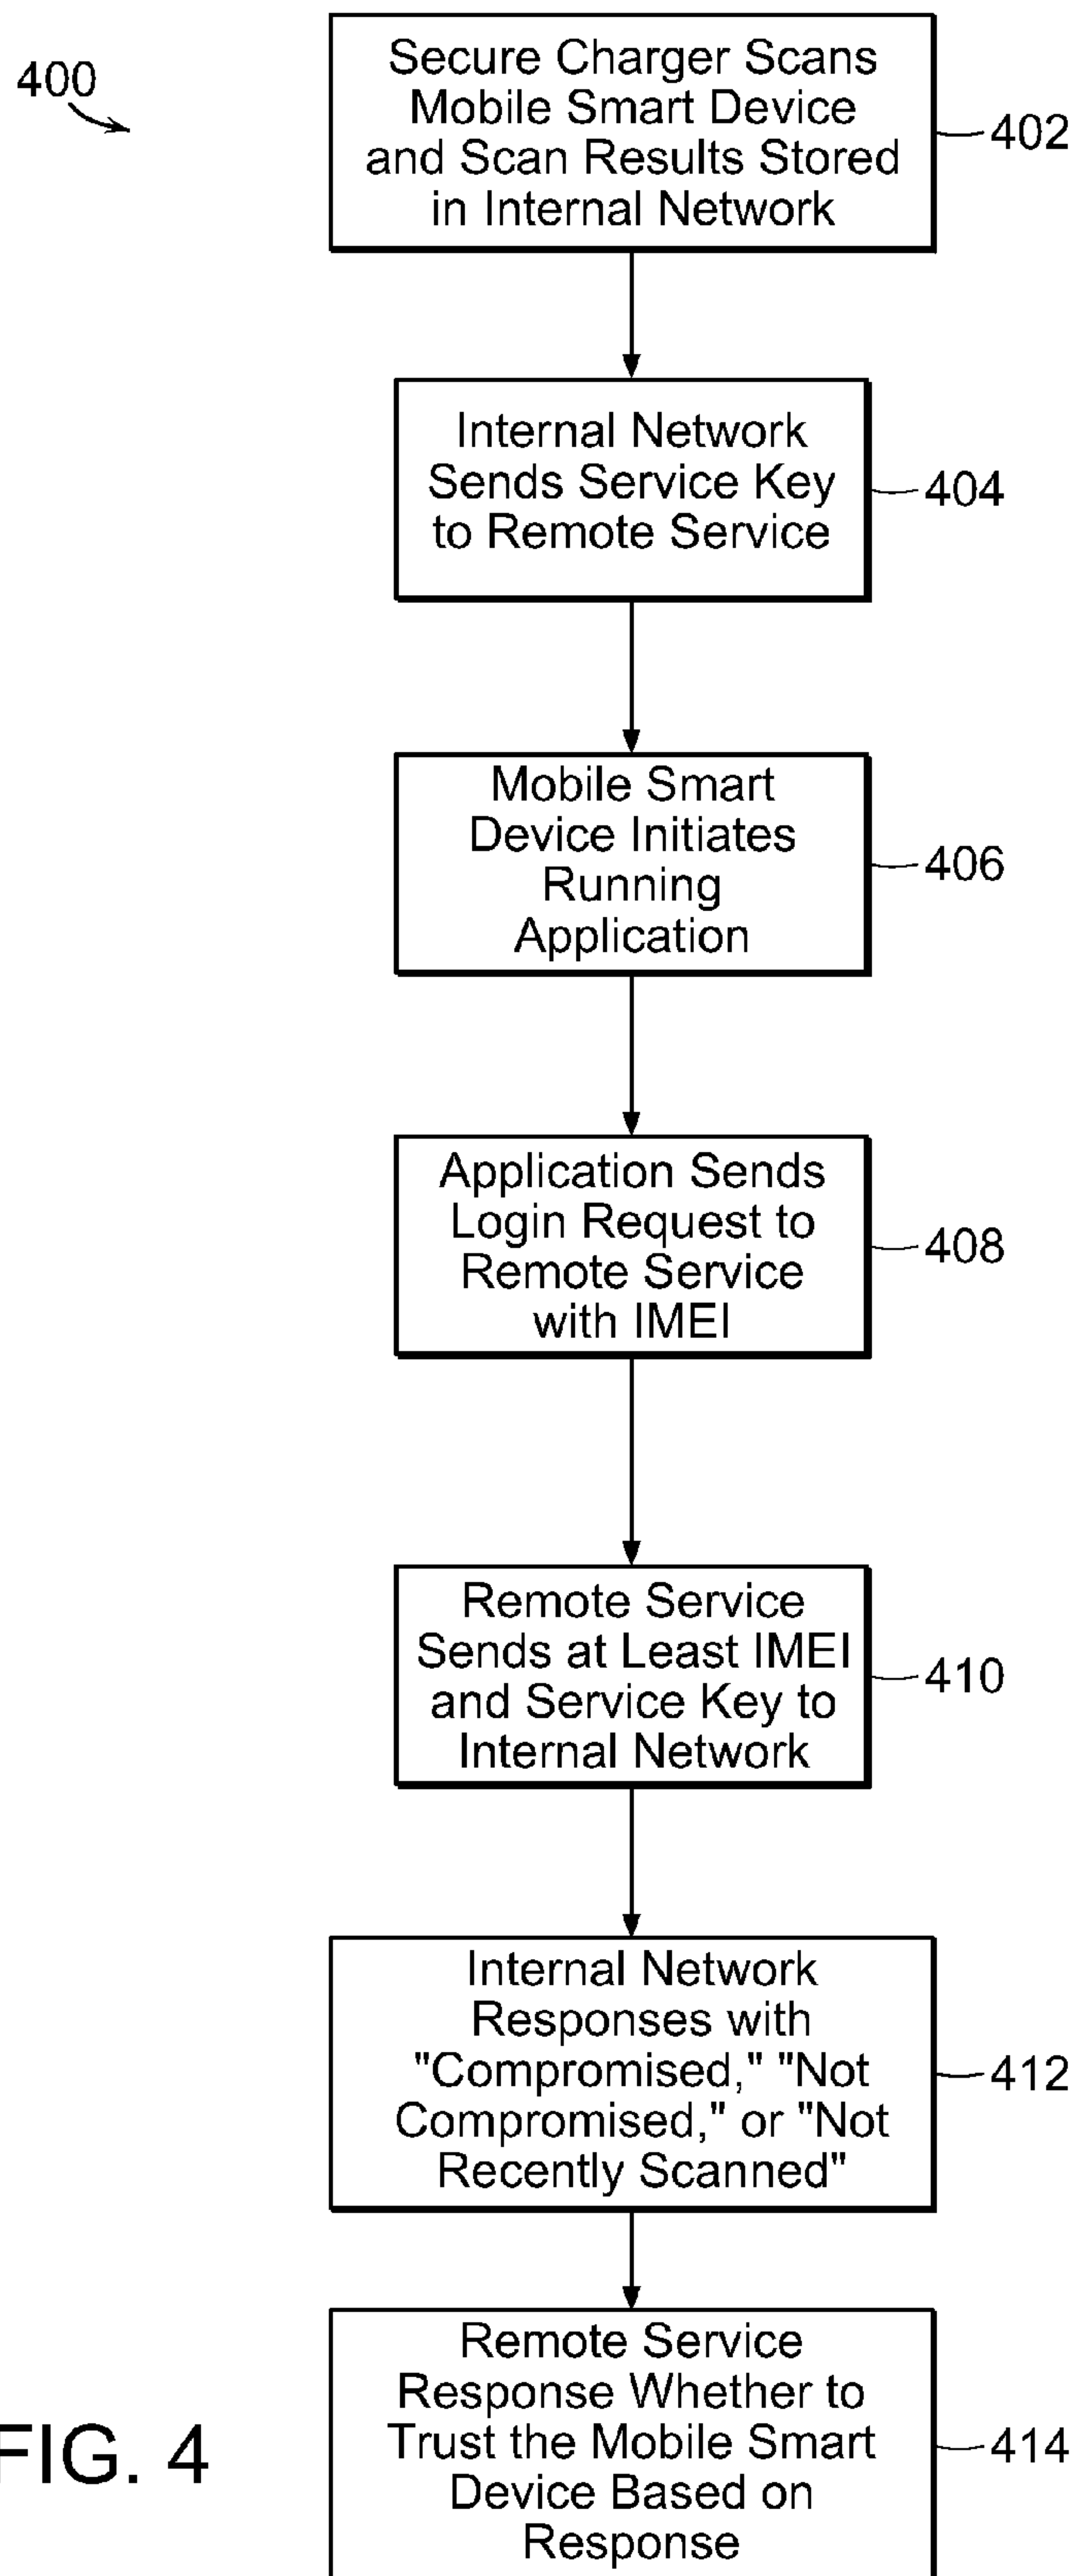 400
Secure Charger Scans
Mobile Smart Device
and Scan Results Stored
in Internal Network
402
Internal Network
Sends Service Key
to Remote Service
404
Mobile Smart
Device Initiates
Running
Application
406
Application Sends
Login Request to
Remote Service
with IMEI
408
Remote Service
Sends at Least IMEI
and Service Key to
Internal Network
410
Internal Network
Responses with
"Compromised," "Not
Compromised," or "Not
Recently Scanned"
412
Remote Service
Response Whether to
Trust the Mobile Smart
Device Based on
Response
414
FIG. 4